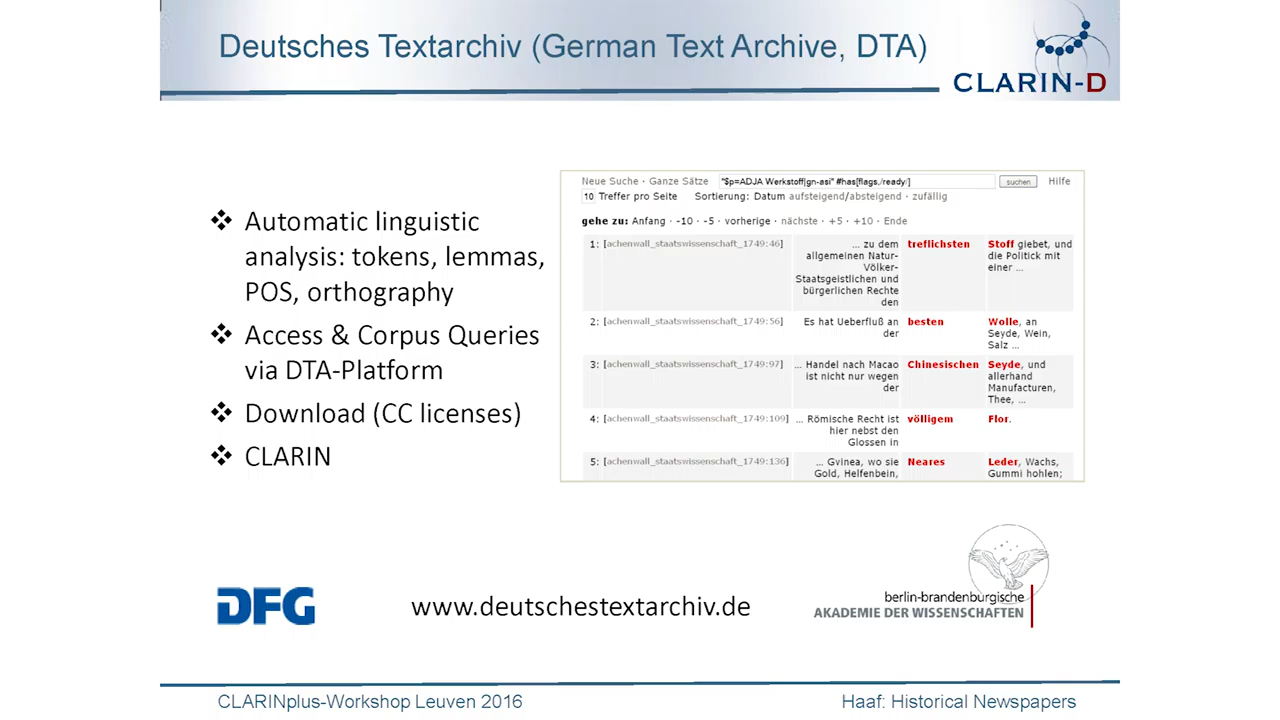 Deutsches Textarchiv (German Text Archive, DTA)
CLARIN-D
❖ Automatic linguistic
analysis: tokens, lemmas,
POS, orthography
❖ Access & Corpus Queries
via DTA-Platform
❖ Download (CC licenses)
❖ CLARIN
Neue Suche · Ganze Sätze "$p=ADJA Werkstoff|gn-asi" #has[flags,/ready/] suchen Hilfe
10 Treffer pro Seite Sortierung: Datum aufsteigend/absteigend · zufällig
gehe zu: Anfang · -10 · -5 · vorherige · nächste · +5 · +10 · Ende
1: [achenwall_staatswissenschaft_1749:46] ... zu dem treflichsten Stoff giebet, und
allgemeinen Natur- die Politick mit
Völker- einer ...
Staatsgeistlichen und
bürgerlichen Rechte
den
2: [achenwall_staatswissenschaft_1749:56] Es hat Ueberfluß an besten Wolle, an
der Seyde, Wein,
Salz ...
3: [achenwall_staatswissenschaft_1749:97] ... Handel nach Macao Chinesischen Seyde, und
ist nicht nur wegen allerhand
der Manufacturen,
Thee, ...
4: [achenwall_staatswissenschaft_1749:109] ... Römische Recht ist völligem Flor.
hier nebst den
Glossen in
5: [achenwall_staatswissenschaft_1749:136] ... Gvinea, wo sie Neares Leder, Wachs,
Gold, Helfenbein, Gummi hohlen;
DFG
www.deutschestextarchiv.de
berlin-brandenburgische
AKADEMIE DER WISSENSCHAFTEN
CLARINplus-Workshop Leuven 2016
Haaf: Historical Newspapers